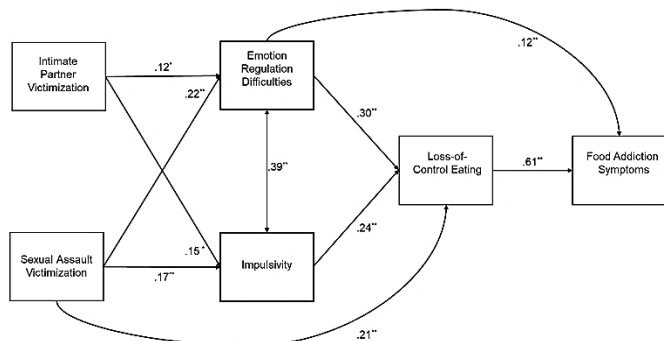 Intimate
Partner
Victimization
.12*
.22**
Emotion
Regulation
Difficulties
.12**
.30**
.39**
Loss-of-
Control Eating
.61**
Food Addiction
Symptoms
.24**
Sexual Assault
Victimization
.15*
.17**
Impulsivity
.21**